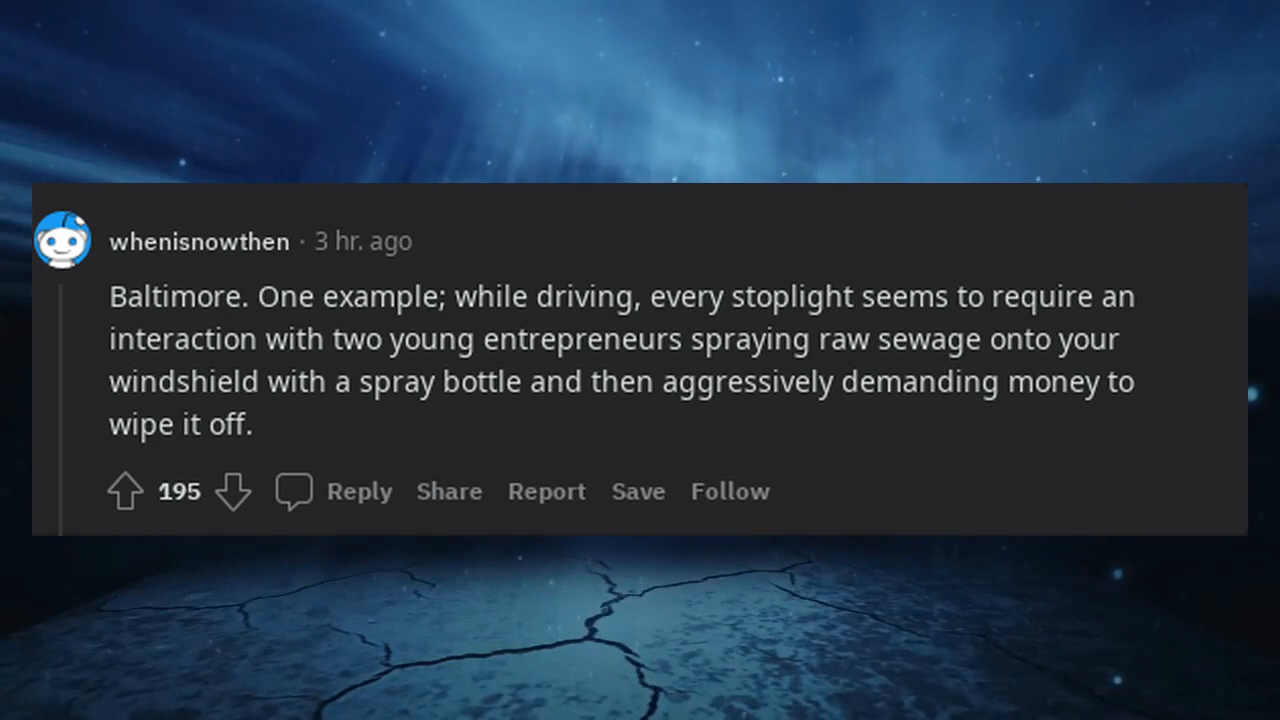 whenisnowthen · 3 hr. ago
Baltimore. One example; while driving, every stoplight seems to require an
interaction with two young entrepreneurs spraying raw sewage onto your
windshield with a spray bottle and then aggressively demanding money to
wipe it off.
195 Reply Share Report Save Follow